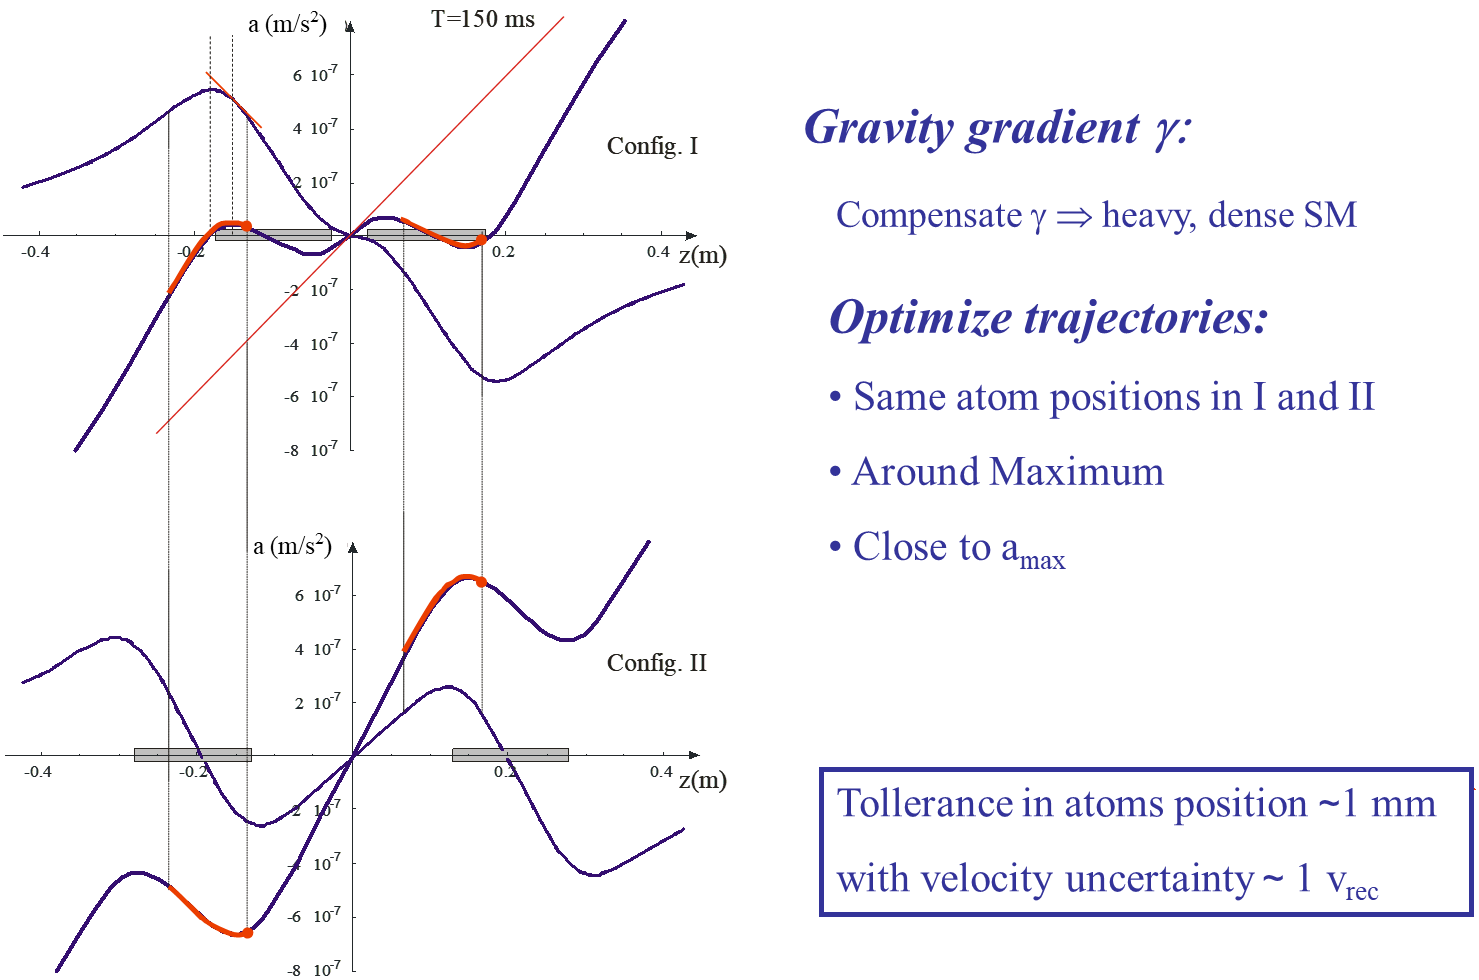 a (m/s²)
T=150 ms
6 10⁻⁷
4 10⁻⁷
Config. I
2 10⁻⁷
-0.4
-0.2
0.2
0.4
z(m)
-2 10⁻⁷
-4 10⁻⁷
-6 10⁻⁷
-8 10⁻⁷
a (m/s²)
6 10⁻⁷
4 10⁻⁷
Config. II
2 10⁻⁷
-0.4
-0.2
0.2
0.4
z(m)
-2 10⁻⁷
-4 10⁻⁷
-6 10⁻⁷
-8 10⁻⁷
Gravity gradient γ:
Compensate γ ⇒ heavy, dense SM
Optimize trajectories:
• Same atom positions in I and II
• Around Maximum
• Close to aₘₐₓ
Tollerance in atoms position ~1 mm
with velocity uncertainty ~ 1 v_rec